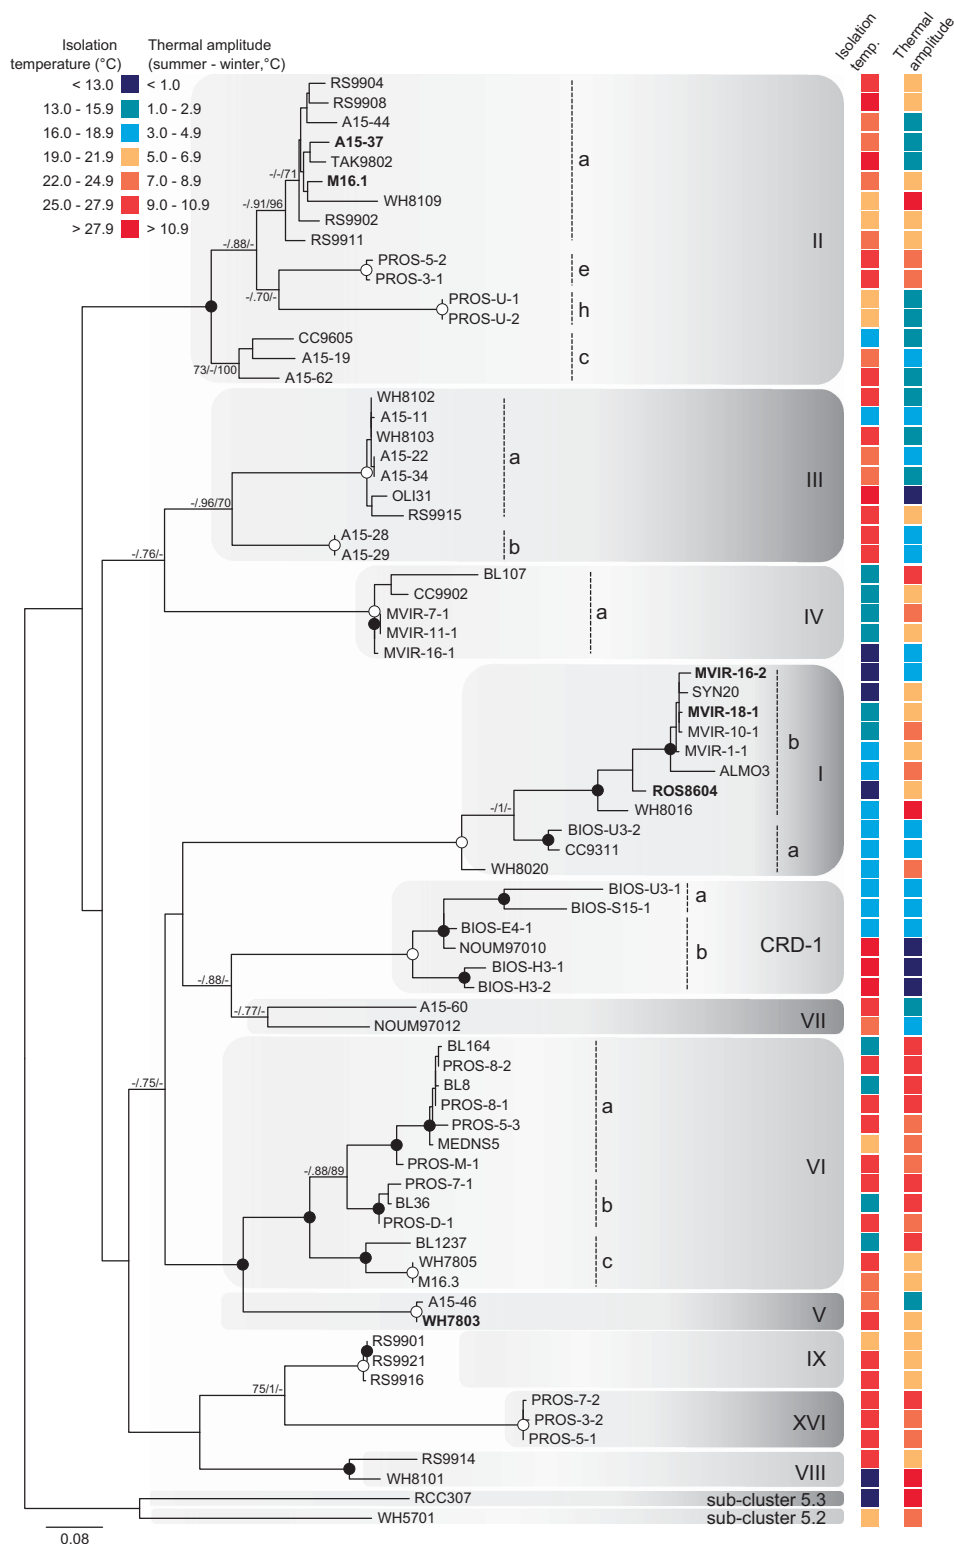 Isolation temperature (°C)
Thermal amplitude (summer - winter,°C)
< 13.0 < 1.0
13.0 - 15.9 1.0 - 2.9
16.0 - 18.9 3.0 - 4.9
19.0 - 21.9 5.0 - 6.9
22.0 - 24.9 7.0 - 8.9
25.0 - 27.9 9.0 - 10.9
> 27.9 > 10.9
Isolation temp.
Thermal amplitude
RS9904
RS9908
A15-44
A15-37
TAK9802
M16.1
WH8109
RS9902
RS9911
a
-/-/71
-/.91/96
-/.88/-
PROS-5-2
PROS-3-1
e
-/.70/-
PROS-U-1
PROS-U-2
h
CC9605
A15-19
A15-62
c
73/-/100
II
WH8102
A15-11
WH8103
A15-22
A15-34
OLI31
RS9915
a
-/.96/70
A15-28
A15-29
b
III
-/.76/-
BL107
CC9902
MVIR-7-1
MVIR-11-1
MVIR-16-1
a
IV
MVIR-16-2
SYN20
MVIR-18-1
MVIR-10-1
MVIR-1-1
ALMO3
ROS8604
WH8016
b
I
-/1/-
BIOS-U3-2
CC9311
WH8020
a
BIOS-U3-1
BIOS-S15-1
a
BIOS-E4-1
NOUM97010
BIOS-H3-1
BIOS-H3-2
b
CRD-1
-/.88/-
-/.77/-
A15-60
NOUM97012
VII
-/.75/-
BL164
PROS-8-2
BL8
PROS-8-1
PROS-5-3
MEDNS5
PROS-M-1
a
-/.88/89
PROS-7-1
BL36
PROS-D-1
b
BL1237
WH7805
M16.3
c
VI
A15-46
WH7803
V
RS9901
RS9921
RS9916
IX
75/1/-
PROS-7-2
PROS-3-2
PROS-5-1
XVI
RS9914
WH8101
VIII
RCC307
sub-cluster 5.3
WH5701
sub-cluster 5.2
0.08